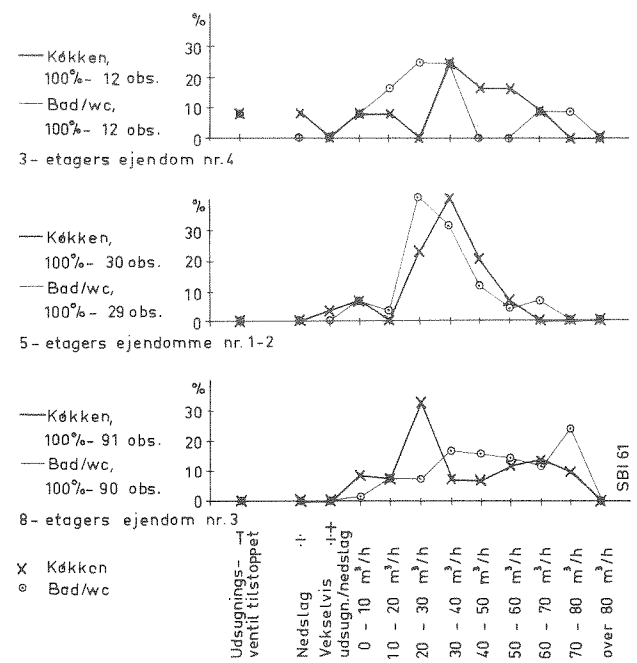 %
30
20
10
0
Køkken,
100%- 12 obs.
Bad/wc,
100%- 12 obs.
3- etagers ejendom nr.4
%
30
20
10
0
Køkken,
100%- 30 obs.
Bad/wc,
100%- 29 obs.
5- etagers ejendomme nr. 1-2
%
30
20
10
0
Køkken,
100%- 91 obs.
Bad/wc,
100%- 90 obs.
8- etagers ejendom nr.3
SBI 61
x Køkken
⊙ Bad/wc
Udsugnings-
ventil tilstoppet
Nedslag
Vekselvis
udsugn./nedslag
0 - 10 m³/h
10 - 20 m³/h
20 - 30 m³/h
30 - 40 m³/h
40 - 50 m³/h
50 - 60 m³/h
60 - 70 m³/h
70 - 80 m³/h
over 80 m³/h